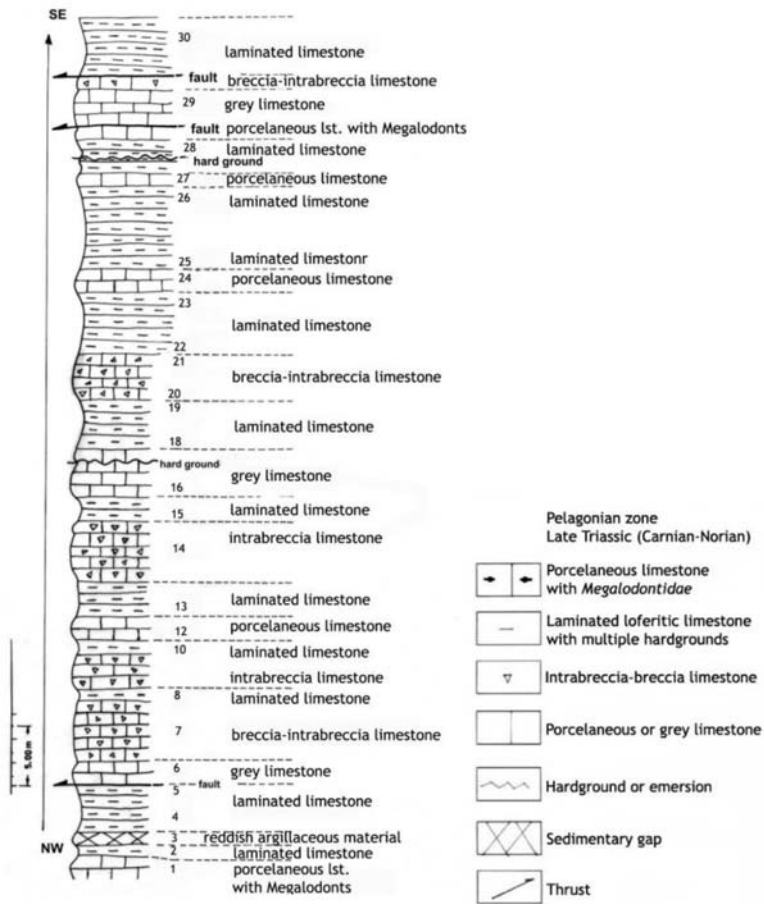 SE
30
laminated limestone
fault
breccia-intrabreccia limestone
29
grey limestone
fault
porcelaneous lst. with Megalodonts
28
laminated limestone
hard ground
27
porcelaneous limestone
26
laminated limestone
25
laminated limestonr
24
porcelaneous limestone
23
laminated limestone
22
21
breccia-intrabreccia limestone
20
19
laminated limestone
18
hard ground
grey limestone
16
15
laminated limestone
intrabreccia limestone
14
13
laminated limestone
12
porcelaneous limestone
10
laminated limestone
intrabreccia limestone
8
laminated limestone
7
breccia-intrabreccia limestone
6
grey limestone
fault
5
laminated limestone
4
3
reddish argillaceous material
NW
2
laminated limestone
1
porcelaneous lst.
with Megalodonts
5.00m
Pelagonian zone
Late Triassic (Carnian-Norian)
Porcelaneous limestone
with Megalodontidae
Laminated loferitic limestone
with multiple hardgrounds
Intrabreccia-breccia limestone
Porcelaneous or grey limestone
Hardground or emersion
Sedimentary gap
Thrust